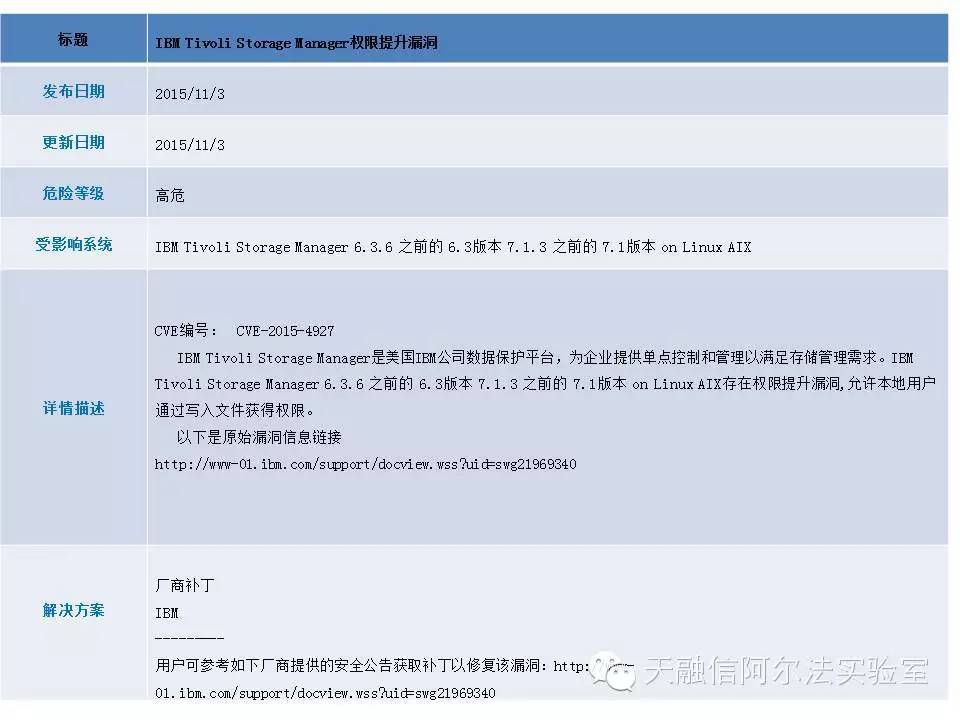 标题
IBM Tivoli Storage Manager权限提升漏洞
发布日期
2015/11/3
更新日期
2015/11/3
危险等级
高危
受影响系统
IBM Tivoli Storage Manager 6.3.6 之前的 6.3版本 7.1.3 之前的 7.1版本 on Linux AIX
详情描述
CVE编号： CVE-2015-4927
IBM Tivoli Storage Manager是美国IBM公司数据保护平台，为企业提供单点控制和管理以满足存储管理需求。IBM
Tivoli Storage Manager 6.3.6 之前的 6.3版本 7.1.3 之前的 7.1版本 on Linux AIX存在权限提升漏洞,允许本地用户
通过写入文件获得权限。
以下是原始漏洞信息链接
http://www-01.ibm.com/support/docview.wss?uid=swg21969340
解决方案
厂商补丁
IBM
---------
用户可参考如下厂商提供的安全公告获取补丁以修复该漏洞：http:
01.ibm.com/support/docview.wss?uid=swg21969340
天融信阿尔法实验室